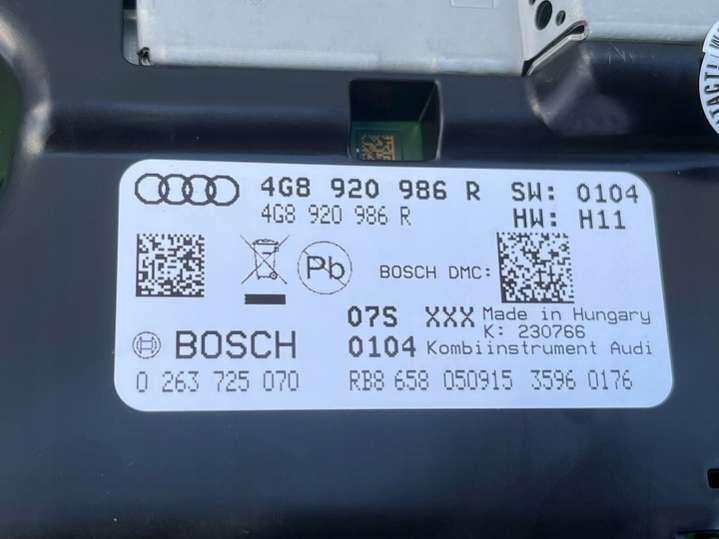 4G8 920 986 R SW: 0104
4G8 920 986 R HW: H11
Pb BOSCH DMC:
07S XXX Made in Hungary
K: 230766
BOSCH 0104 Kombiinstrument Audi
0 263 725 070 RB8 658 050915 3596 0176